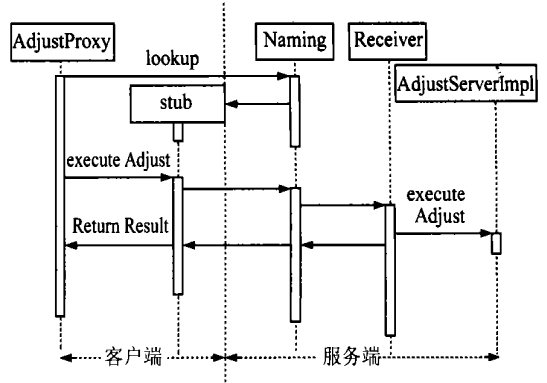 AdjustProxy
Naming
Receiver
AdjustServerImpl
lookup
stub
execute Adjust
execute
Adjust
Return Result
客户端
服务端